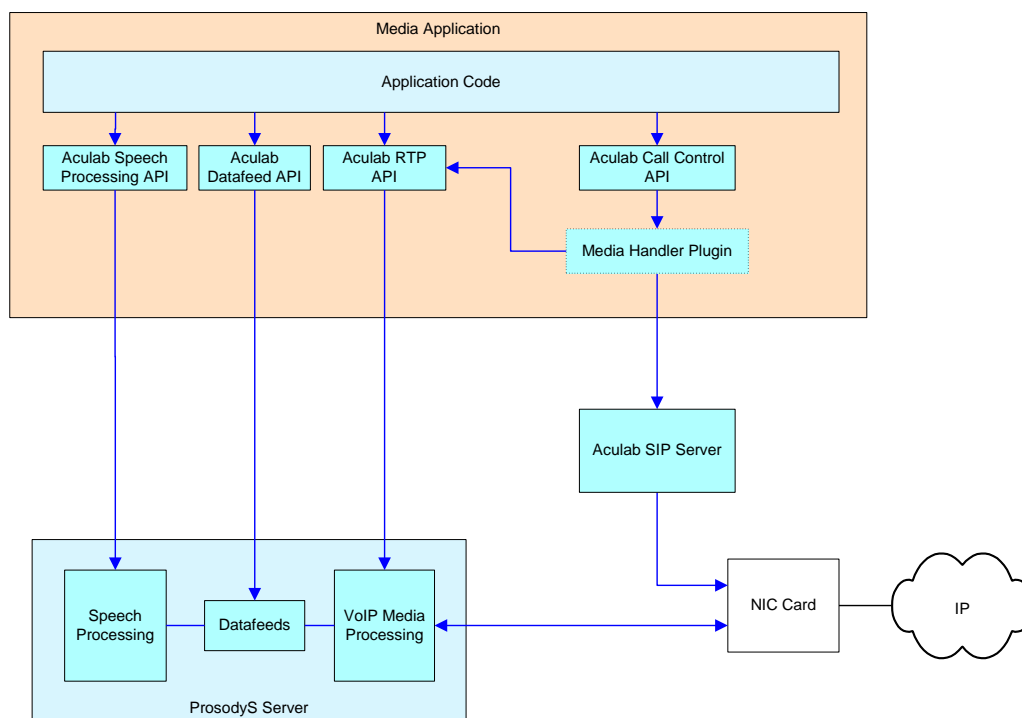 Media Application
Application Code
Aculab Speech
Processing API
Aculab
Datafeed API
Aculab RTP
API
Aculab Call Control
API
Media Handler Plugin
Aculab SIP Server
Speech
Processing
Datafeeds
VoIP Media
Processing
NIC Card
IP
ProsodyS Server